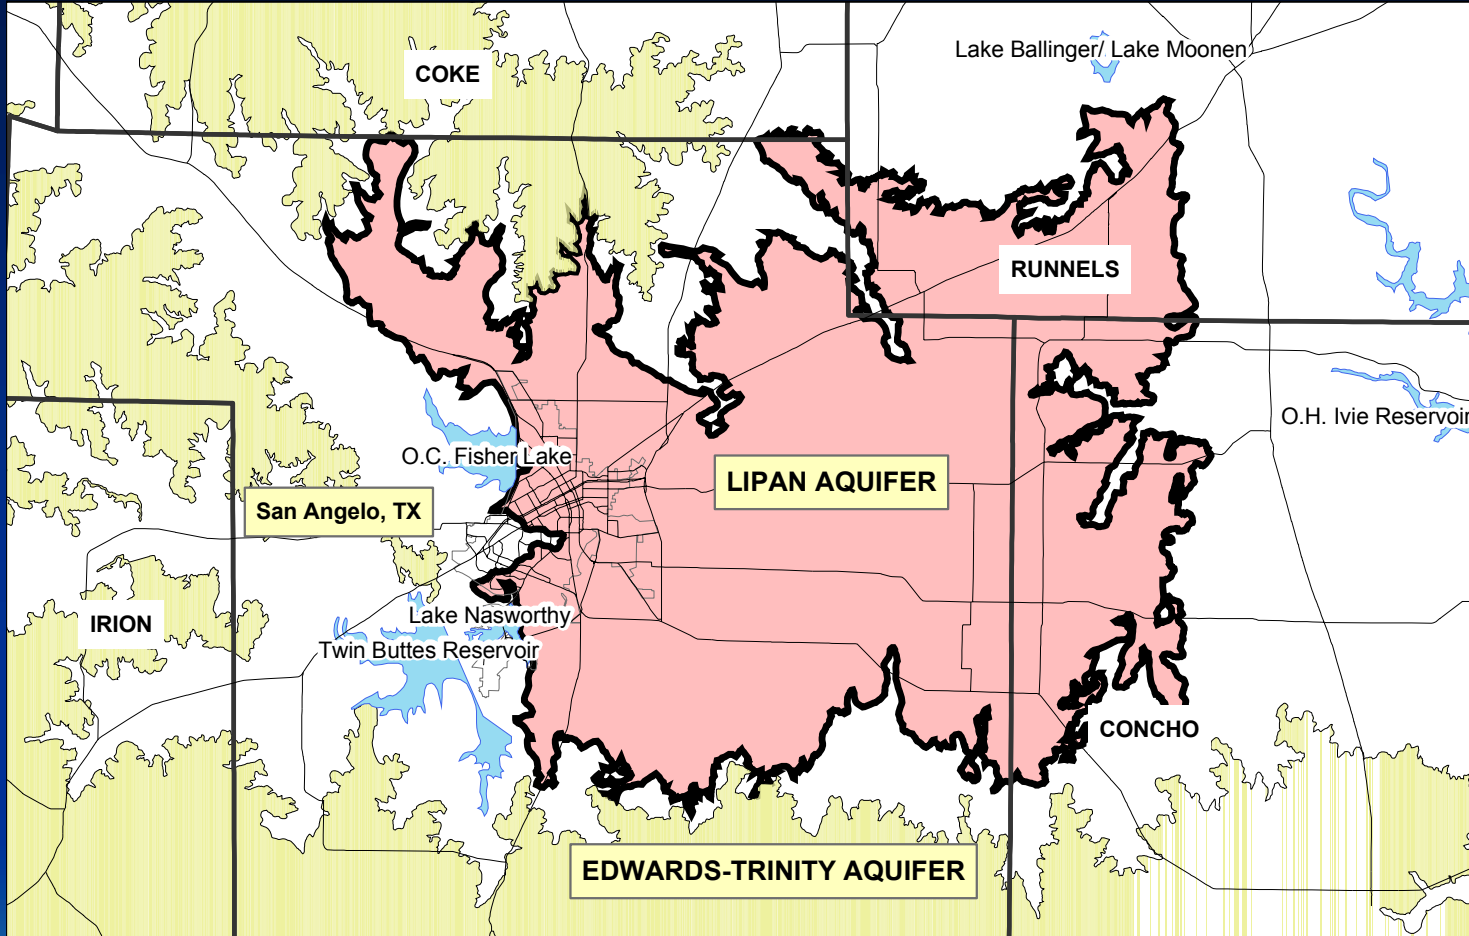 Lake Ballinger/ Lake Moonen
COKE
RUNNELS
O.H. Ivie Reservoir
O.C. Fisher Lake
LIPAN AQUIFER
San Angelo, TX
IRION
Lake Nasworthy
Twin Buttes Reservoir
CONCHO
EDWARDS-TRINITY AQUIFER